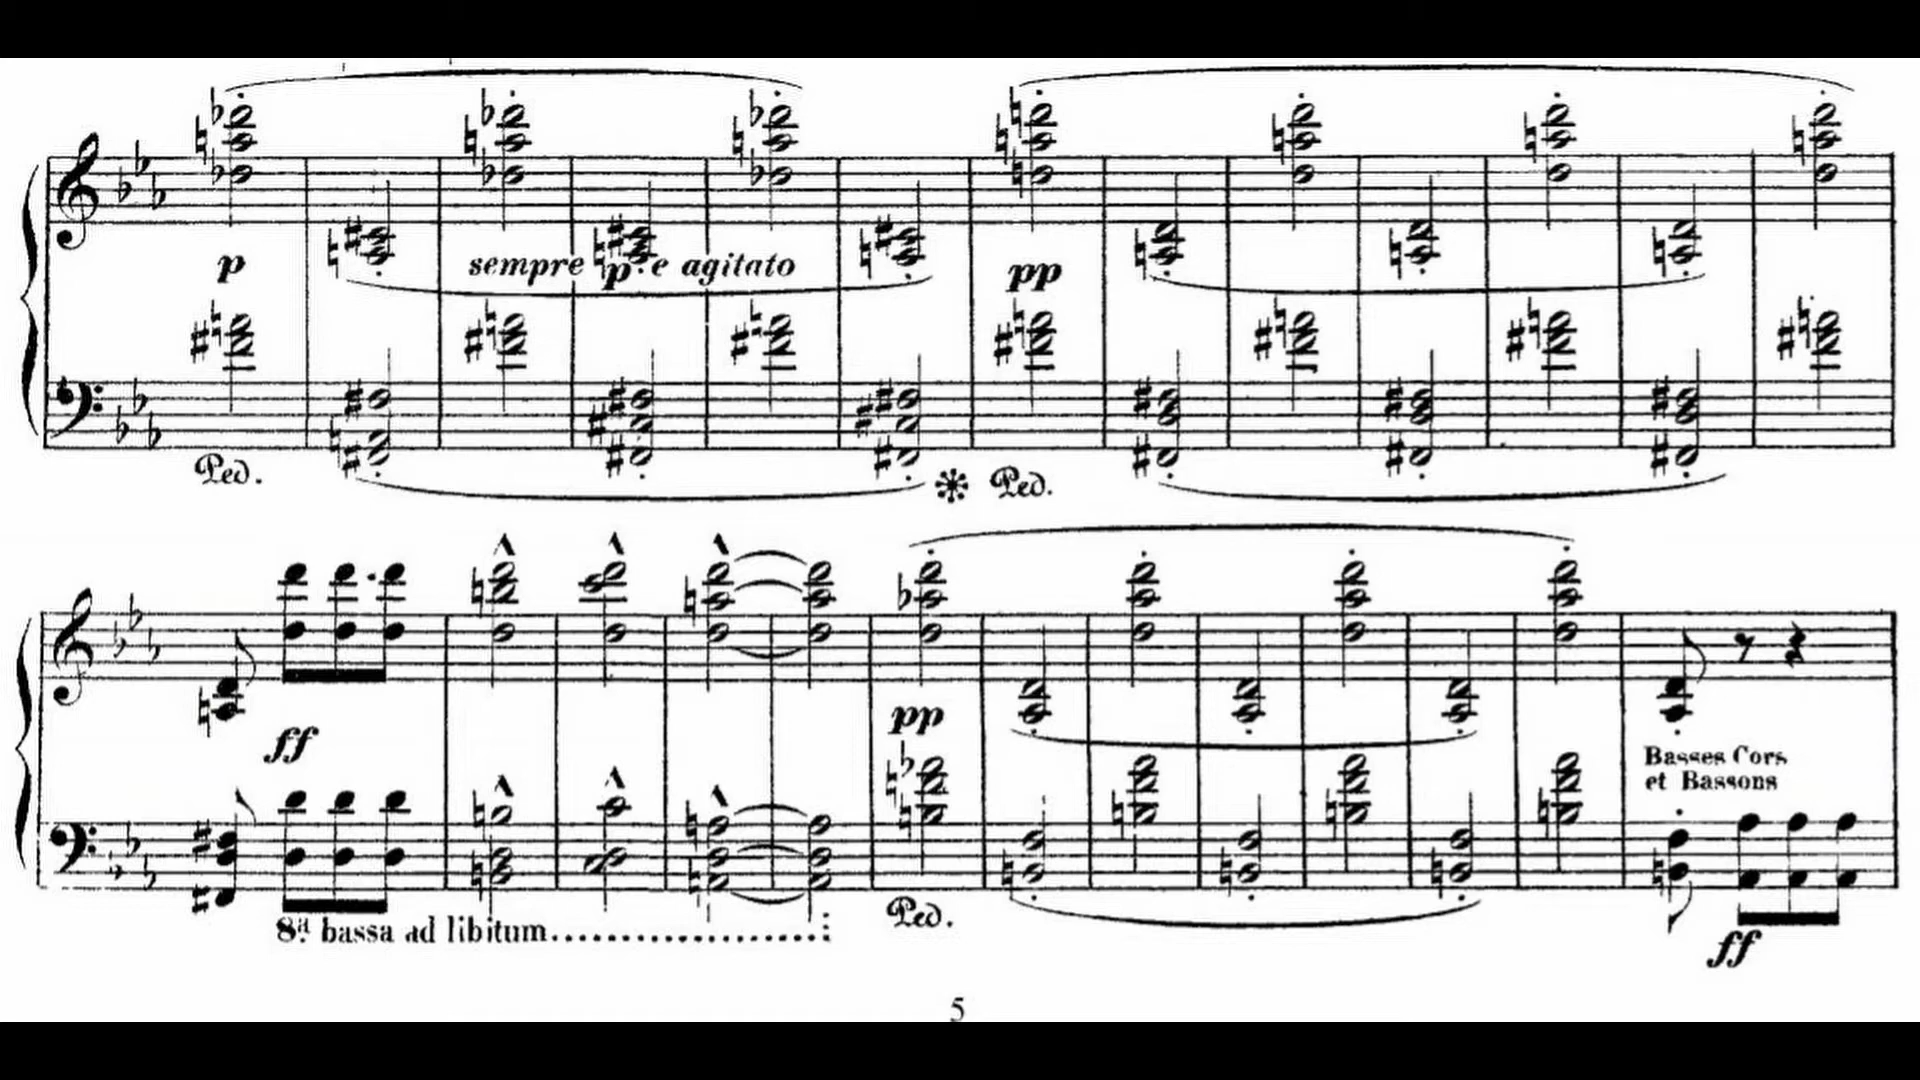 p sempre p e agitato pp
Ped. Ped.
ff pp
Basses Cors
et Bassons
8ª bassa ad libitum Ped. ff
5